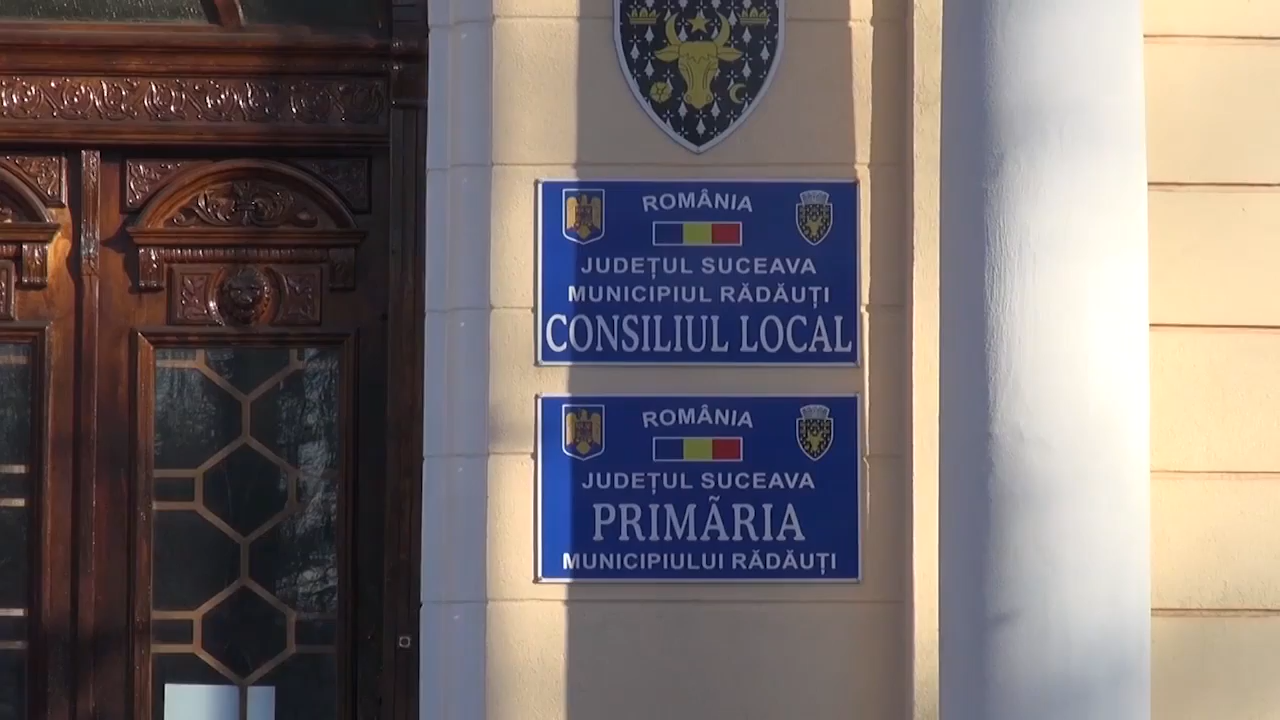 ROMÂNIA
JUDEȚUL SUCEAVA
MUNICIPIUL RĂDĂUȚI
CONSILIUL LOCAL
ROMÂNIA
JUDEȚUL SUCEAVA
PRIMÃRIA
MUNICIPIULUI RĂDĂUȚI